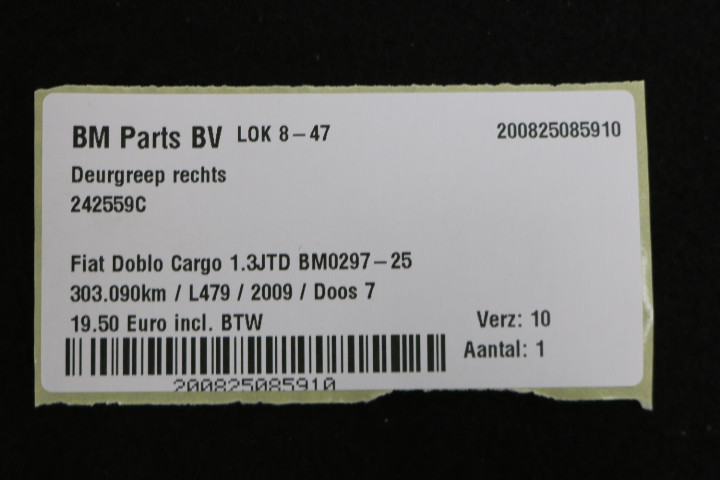 BM Parts BV LOK 8-47 200825085910
Deurgreep rechts
242559C
Fiat Doblo Cargo 1.3JTD BM0297-25
303.090km / L479 / 2009 / Doos 7
19.50 Euro incl. BTW Verz: 10
Aantal: 1
200825085910